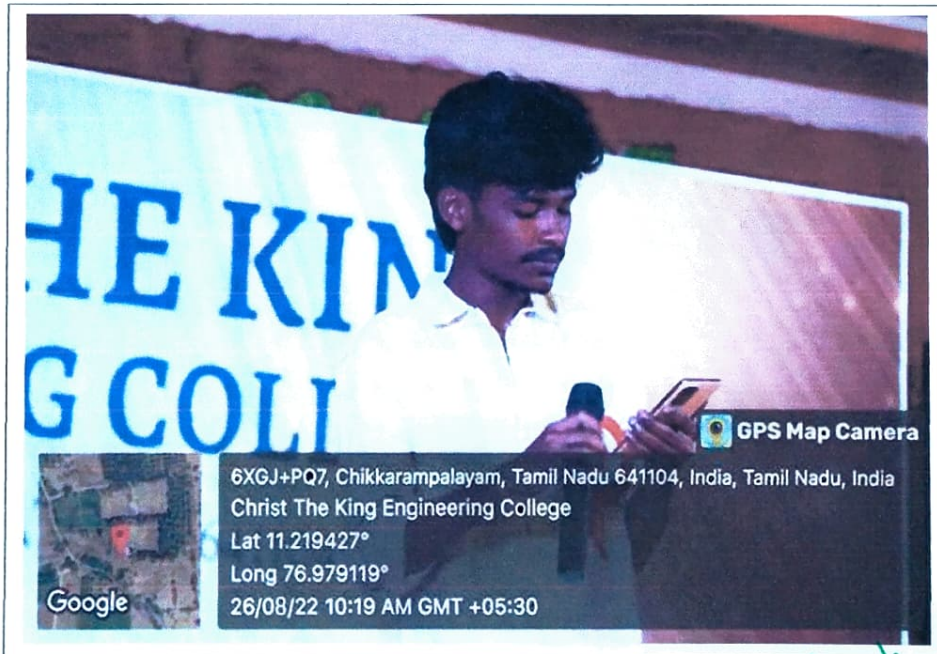 HE KIN
G COLL
GPS Map Camera
6XGJ+PQ7, Chikkarampalayam, Tamil Nadu 641104, India, Tamil Nadu, India
Christ The King Engineering College
Lat 11.219427°
Long 76.979119°
26/08/22 10:19 AM GMT +05:30
Google